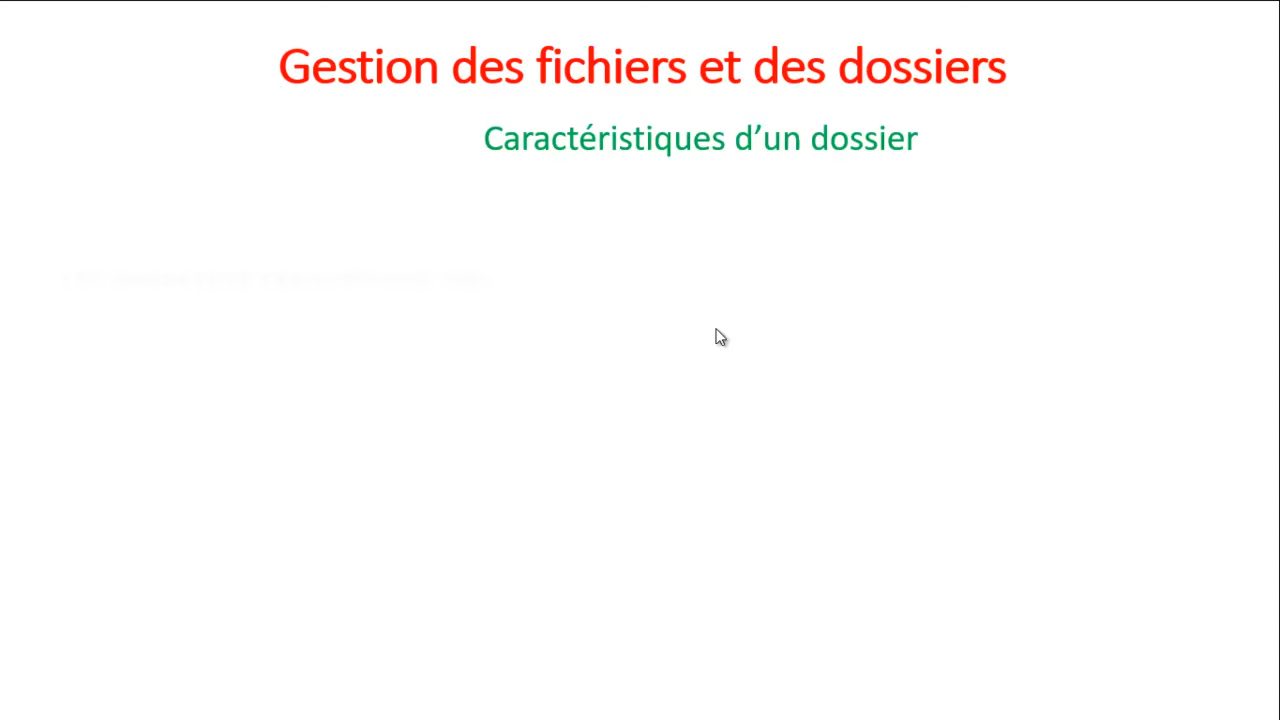 Gestion des fichiers et des dossiers
Caractéristiques d’un dossier